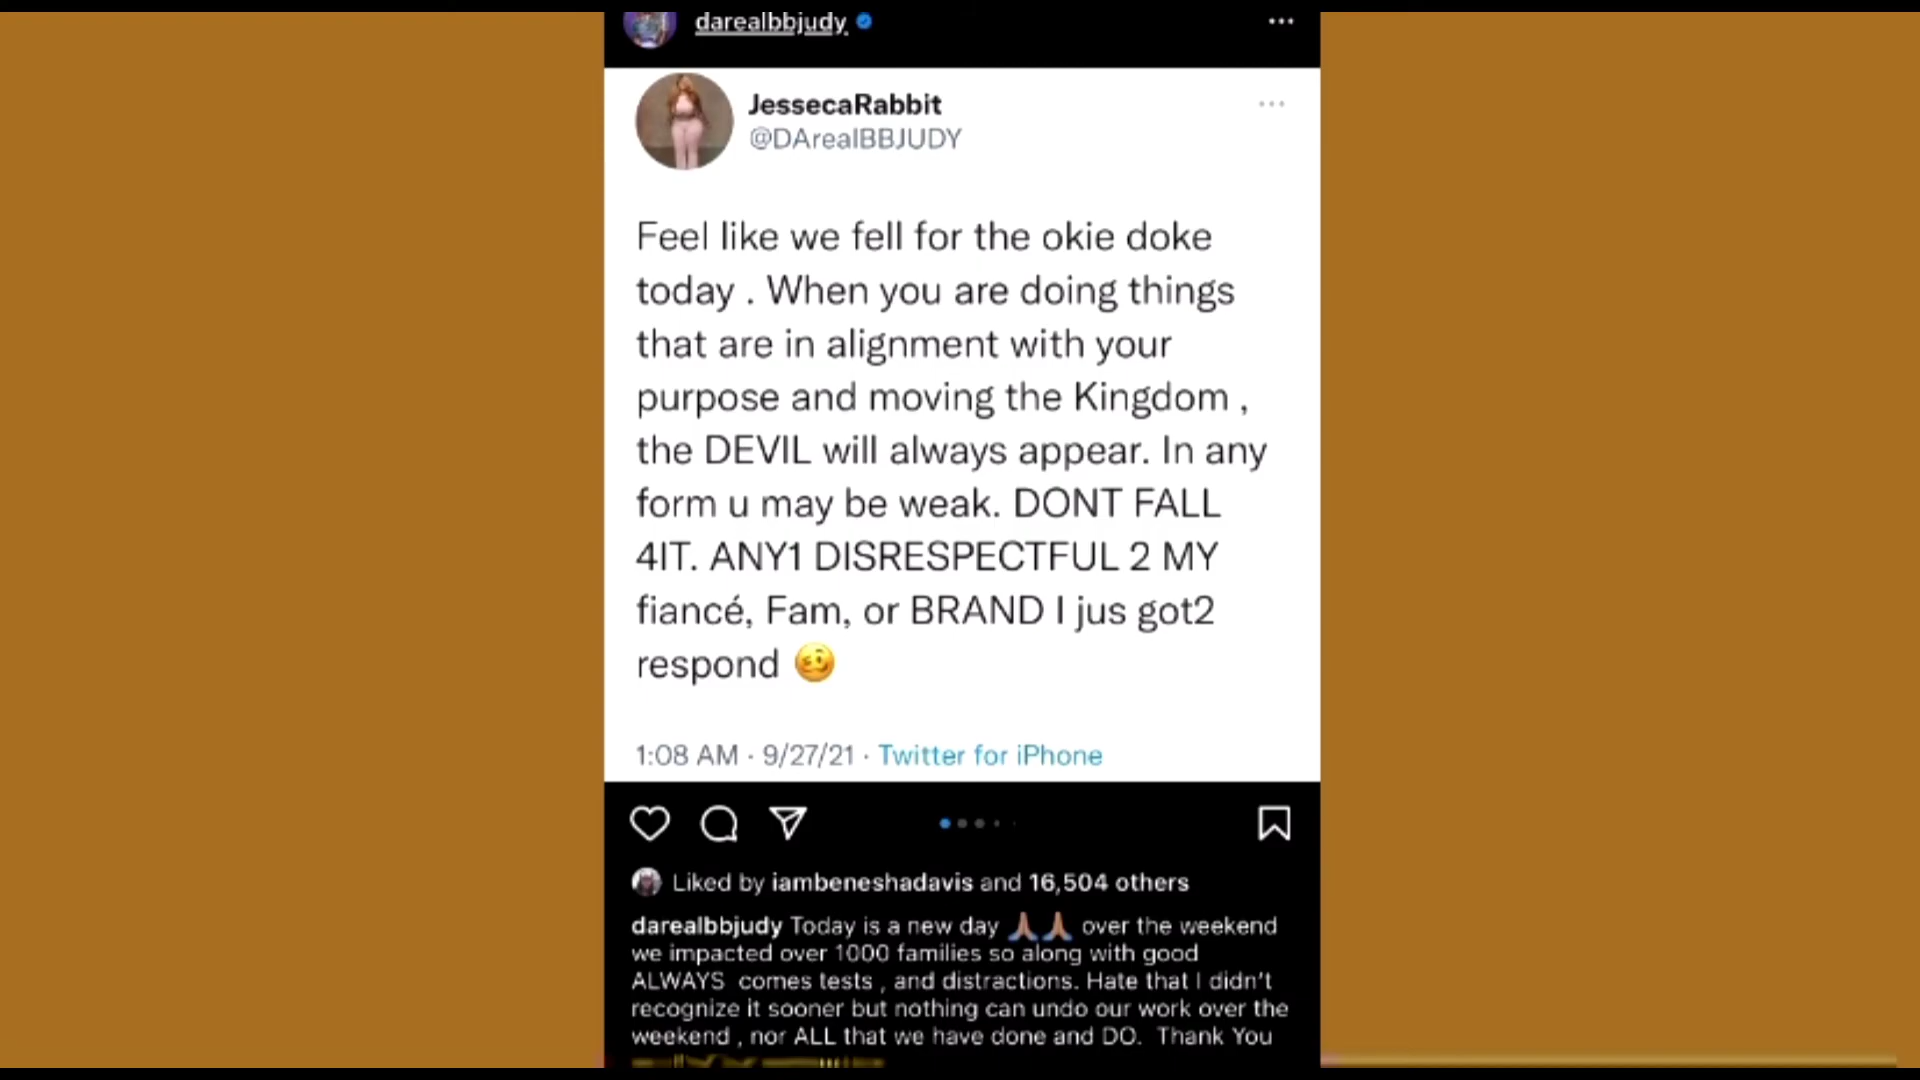 darealbbjudy
JessecaRabbit
@DArealBBJUDY
Feel like we fell for the okie doke
today . When you are doing things
that are in alignment with your
purpose and moving the Kingdom ,
the DEVIL will always appear. In any
form u may be weak. DONT FALL
4IT. ANY1 DISRESPECTFUL 2 MY
fiancé, Fam, or BRAND I jus got2
respond 🥴
1:08 AM · 9/27/21 · Twitter for iPhone
Liked by iambeneshadavis and 16,504 others
darealbbjudy Today is a new day 🙏🏽🙏🏽 over the weekend
we impacted over 1000 families so along with good
ALWAYS comes tests , and distractions. Hate that I didn't
recognize it sooner but nothing can undo our work over the
weekend , nor ALL that we have done and DO. Thank You